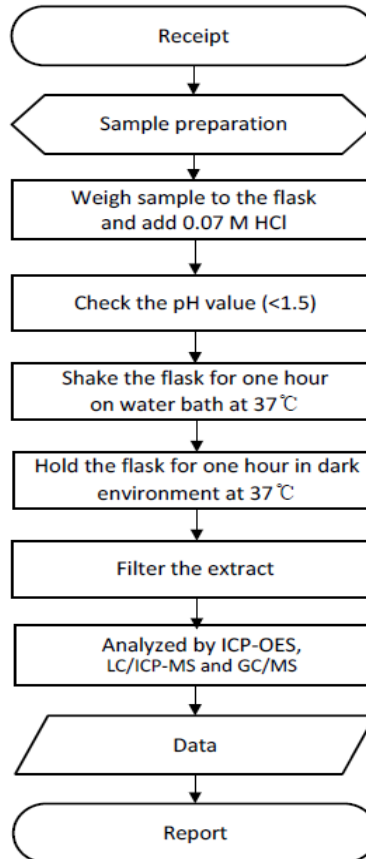 Receipt
Sample preparation
Weigh sample to the flask
and add 0.07 M HCl
Check the pH value (<1.5)
Shake the flask for one hour
on water bath at 37℃
Hold the flask for one hour in dark
environment at 37℃
Filter the extract
Analyzed by ICP-OES,
LC/ICP-MS and GC/MS
Data
Report